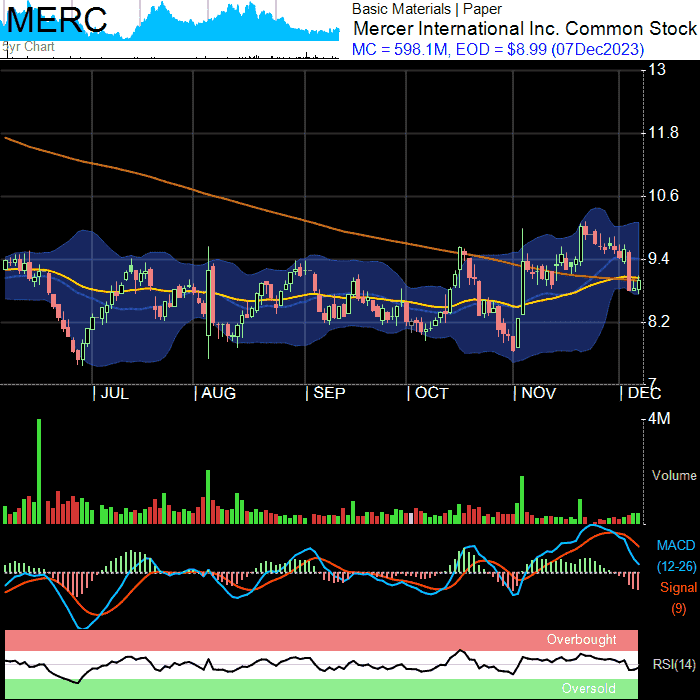 MERC
5yr Chart
Basic Materials | Paper
Mercer International Inc. Common Stock
MC = 598.1M, EOD = $8.99 (07Dec2023)
13
11.8
10.6
9.4
8.2
7
JUL AUG SEP OCT NOV DEC
4M
Volume
MACD
(12-26)
Signal
(9)
Overbought
RSI(14)
Oversold